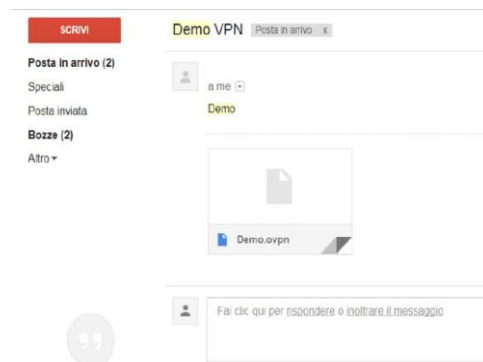 SCRIVI
Demo VPN Posta in arrivo x
Posta in arrivo (2)
Speciali
Posta inviata
Bozze (2)
Altro
a me
Demo
Demo.ovpn
Fai clic qui per rispondere o inoltrare il messaggio